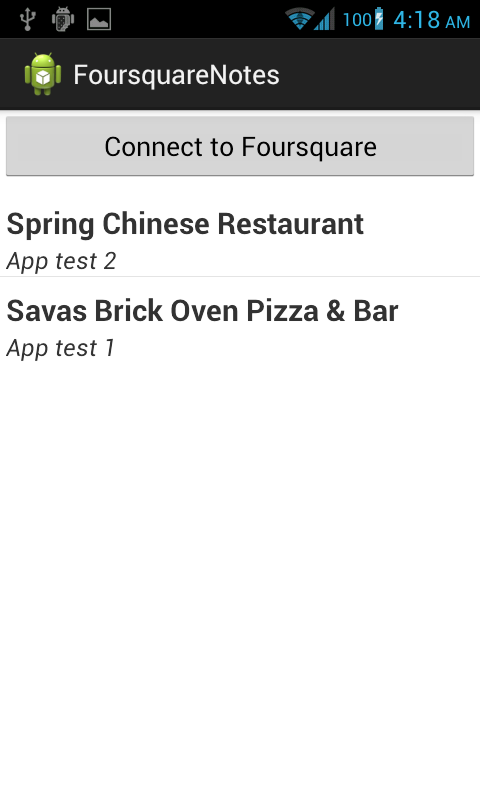 100 4:18 AM
FoursquareNotes
Connect to Foursquare
Spring Chinese Restaurant
App test 2
Savas Brick Oven Pizza & Bar
App test 1